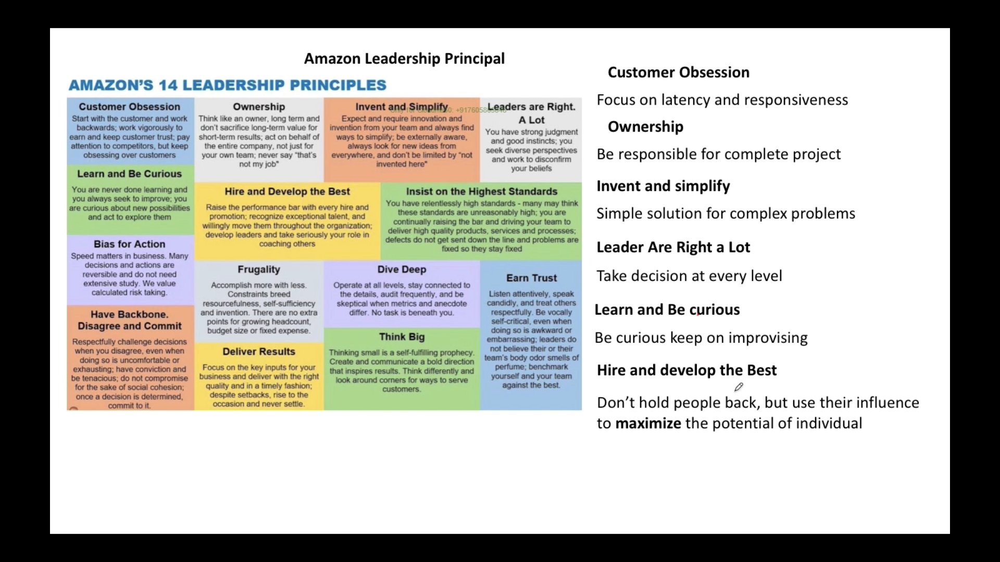 Amazon Leadership Principal
AMAZON'S 14 LEADERSHIP PRINCIPLES
Customer Obsession
Start with the customer and work
backwards; work vigorously to
earn and keep customer trust; pay
attention to competitors, but keep
obsessing over customers
Ownership
Think like an owner, long term and
don't sacrifice long-term value for
short-term results; act on behalf of
the entire company, not just for
your own team; never say "that's
not my job"
Invent and Simplify
Expect and require innovation and
invention from your team and always find
ways to simplify; be externally aware,
always look for new ideas from
everywhere, and don't be limited by "not
invented here"
Leaders are Right.
A Lot
You have strong judgment
and good instincts; you
seek diverse perspectives
and work to disconfirm
your beliefs
Learn and Be Curious
You are never done learning and
you always seek to improve; you
are curious about new possibilities
and act to explore them
Hire and Develop the Best
Raise the performance bar with every hire and
promotion; recognize exceptional talent, and
willingly move them throughout the organization;
develop leaders and take seriously your role in
coaching others
Insist on the Highest Standards
You have relentlessly high standards - many may think
these standards are unreasonably high; you are
continually raising the bar and driving your team to
deliver high quality products, services and processes;
defects do not get sent down the line and problems are
fixed so they stay fixed
Bias for Action
Speed matters in business. Many
decisions and actions are
reversible and do not need
extensive study. We value
calculated risk taking.
Frugality
Accomplish more with less.
Constraints breed
resourcefulness, self-sufficiency
and invention. There are no extra
points for growing headcount,
budget size or fixed expense.
Dive Deep
Operate at all levels, stay connected to
the details, audit frequently, and be
skeptical when metrics and anecdote
differ. No task is beneath you.
Earn Trust
Listen attentively, speak
candidly, and treat others
respectfully. Be vocally
self-critical, even when
doing so is awkward or
embarrassing; leaders do
not believe their or their
team's body odor smells of
perfume; benchmark
yourself and your team
against the best.
Have Backbone.
Disagree and Commit
Respectfully challenge decisions
when you disagree, even when
doing so is uncomfortable or
exhausting; have conviction and
be tenacious; do not compromise
for the sake of social cohesion;
once a decision is determined,
commit to it.
Deliver Results
Focus on the key inputs for your
business and deliver with the right
quality and in a timely fashion;
despite setbacks, rise to the
occasion and never settle.
Think Big
Thinking small is a self-fulfilling prophecy.
Create and communicate a bold direction
that inspires results. Think differently and
look around corners for ways to serve
customers.
Customer Obsession
Focus on latency and responsiveness
Ownership
Be responsible for complete project
Invent and simplify
Simple solution for complex problems
Leader Are Right a Lot
Take decision at every level
Learn and Be curious
Be curious keep on improvising
Hire and develop the Best
Don't hold people back, but use their influence
to maximize the potential of individual